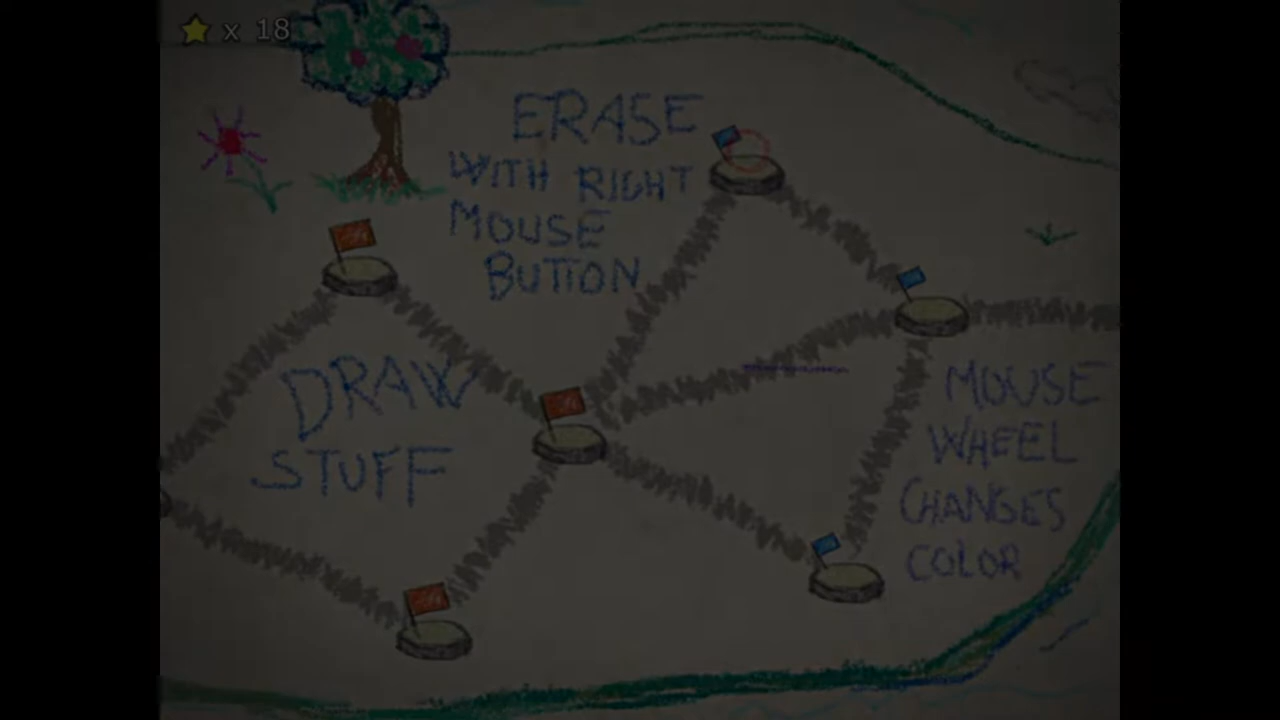 x 18
ERASE
WITH RIGHT
MOUSE
BUTTON
DRAW
STUFF
MOUSE
WHEEL
CHANGES
COLOR